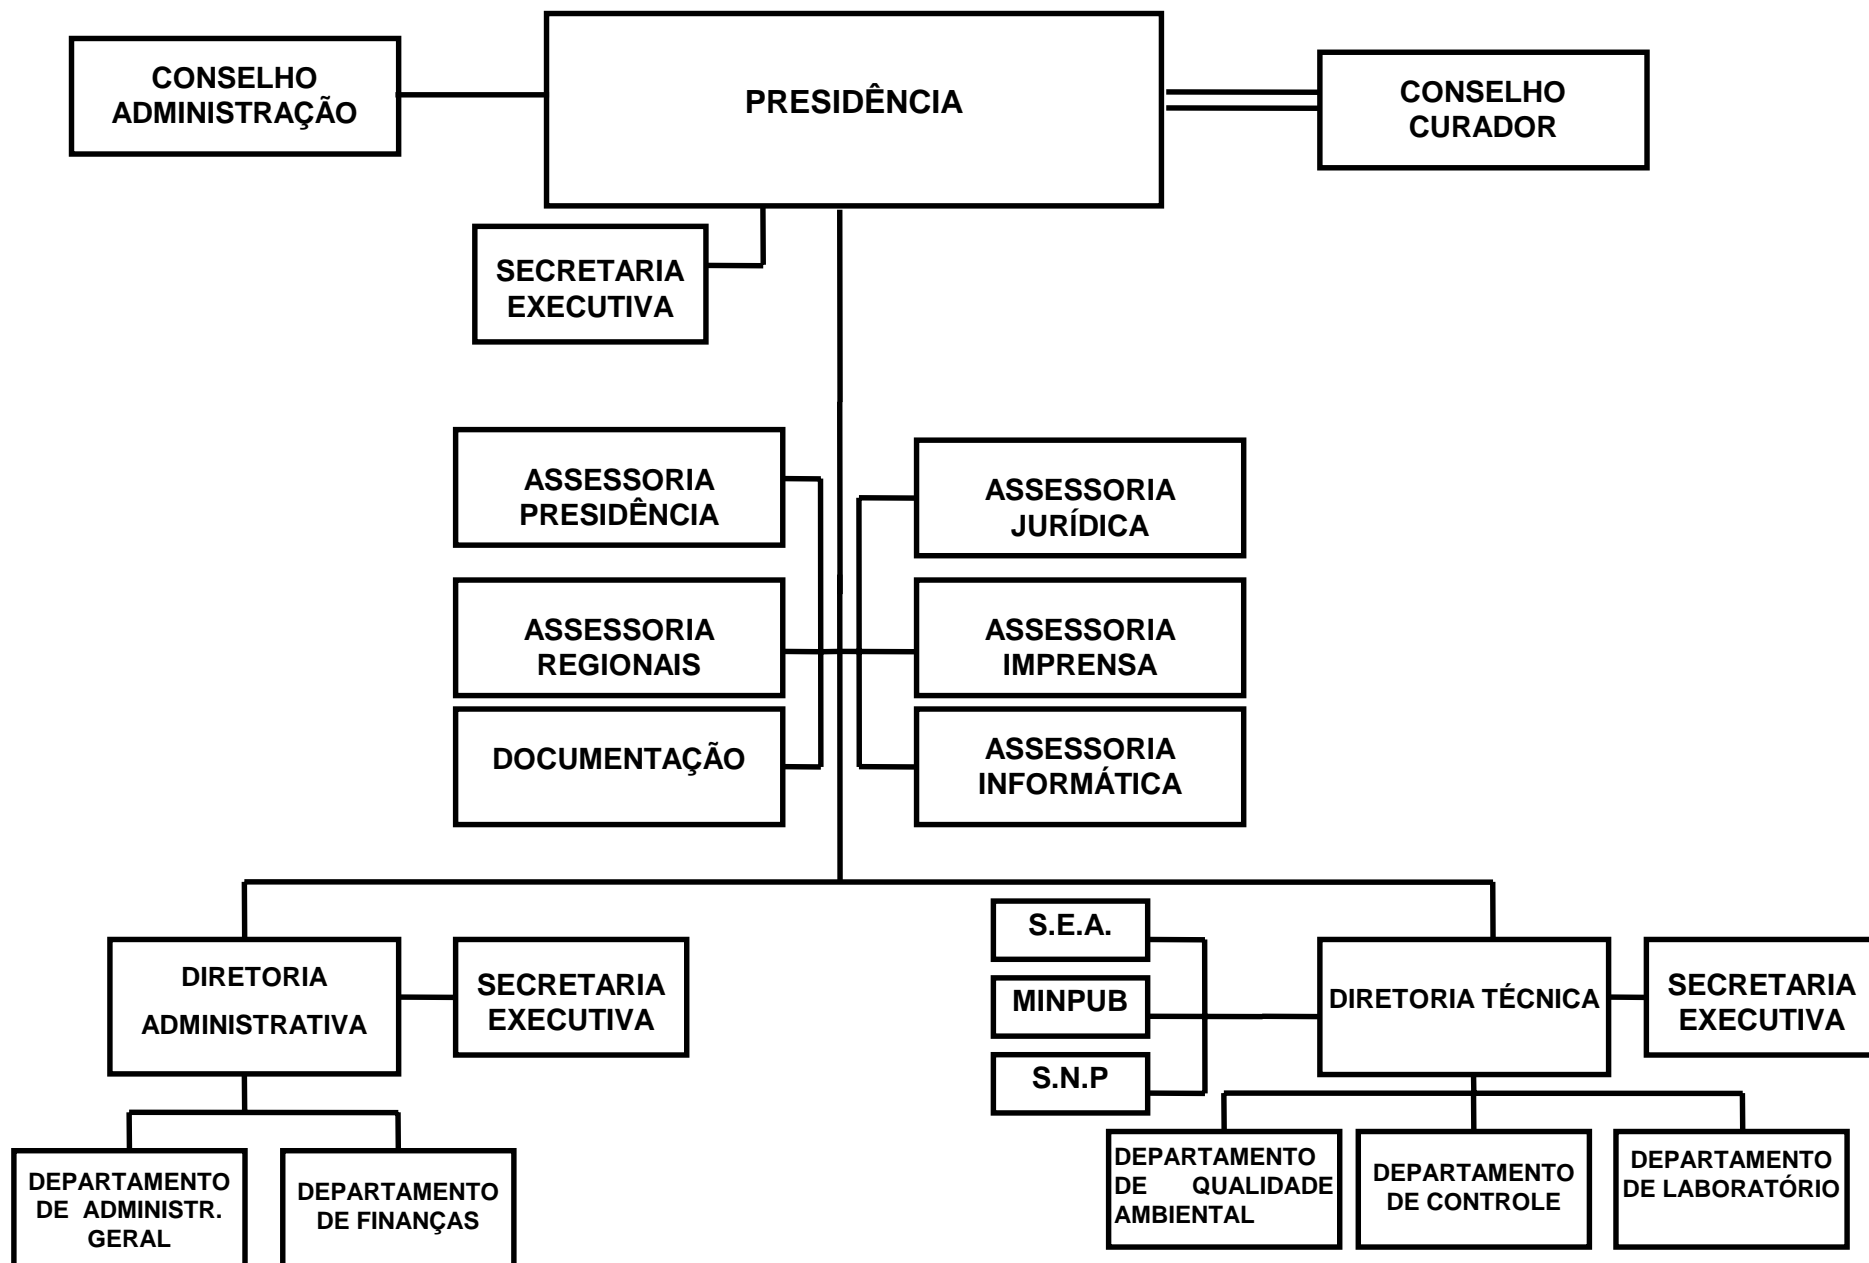 CONSELHO
ADMINISTRAÇÃO
PRESIDÊNCIA
CONSELHO
CURADOR
SECRETARIA
EXECUTIVA
ASSESSORIA
PRESIDÊNCIA
ASSESSORIA
JURÍDICA
ASSESSORIA
REGIONAIS
ASSESSORIA
IMPRENSA
DOCUMENTAÇÃO
ASSESSORIA
INFORMÁTICA
DIRETORIA
ADMINISTRATIVA
SECRETARIA
EXECUTIVA
S.E.A.
MINPUB
S.N.P
DIRETORIA TÉCNICA
SECRETARIA
EXECUTIVA
DEPARTAMENTO
DE ADMINISTR.
GERAL
DEPARTAMENTO
DE FINANÇAS
DEPARTAMENTO
DE QUALIDADE
AMBIENTAL
DEPARTAMENTO
DE CONTROLE
DEPARTAMENTO
DE LABORATÓRIO